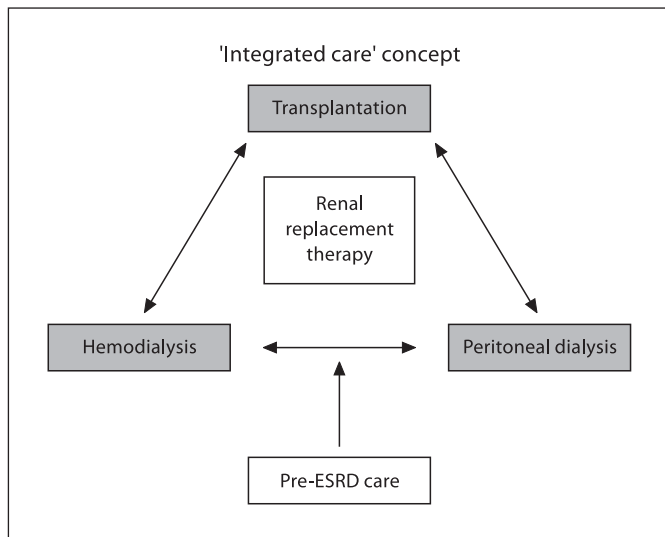 'Integrated care' concept
Transplantation
Renal
replacement
therapy
Hemodialysis
Peritoneal dialysis
Pre-ESRD care